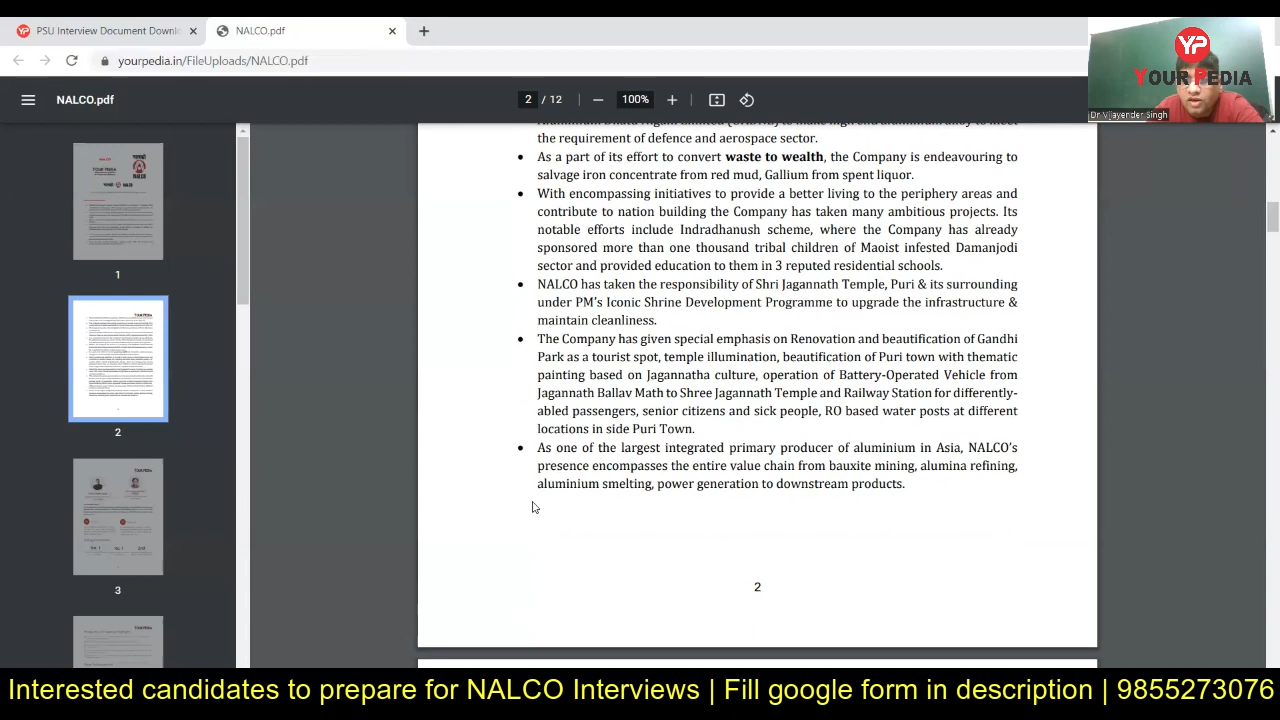 PSU Interview Document Downl
NALCO.pdf
yourpedia.in/FileUploads/NALCO.pdf
NALCO.pdf
2 / 12
100%
YP
YOUR PEDIA
Dr Vijayender Singh
1
2
3
the requirement of defence and aerospace sector.
• As a part of its effort to convert waste to wealth, the Company is endeavouring to
salvage iron concentrate from red mud, Gallium from spent liquor.
• With encompassing initiatives to provide a better living to the periphery areas and
contribute to nation building the Company has taken many ambitious projects. Its
notable efforts include Indradhanush scheme, where the Company has already
sponsored more than one thousand tribal children of Maoist infested Damanjodi
sector and provided education to them in 3 reputed residential schools.
• NALCO has taken the responsibility of Shri Jagannath Temple, Puri & its surrounding
under PM's Iconic Shrine Development Programme to upgrade the infrastructure &
maintain cleanliness.
• The Company has given special emphasis on Renovation and beautification of Gandhi
Park as a tourist spot, temple illumination, beautification of Puri town with thematic
painting based on Jagannatha culture, operation of Battery-Operated Vehicle from
Jagannath Ballav Math to Shree Jagannath Temple and Railway Station for differently-
abled passengers, senior citizens and sick people, RO based water posts at different
locations in side Puri Town.
• As one of the largest integrated primary producer of aluminium in Asia, NALCO's
presence encompasses the entire value chain from bauxite mining, alumina refining,
aluminium smelting, power generation to downstream products.
2
Interested candidates to prepare for NALCO Interviews | Fill google form in description | 9855273076